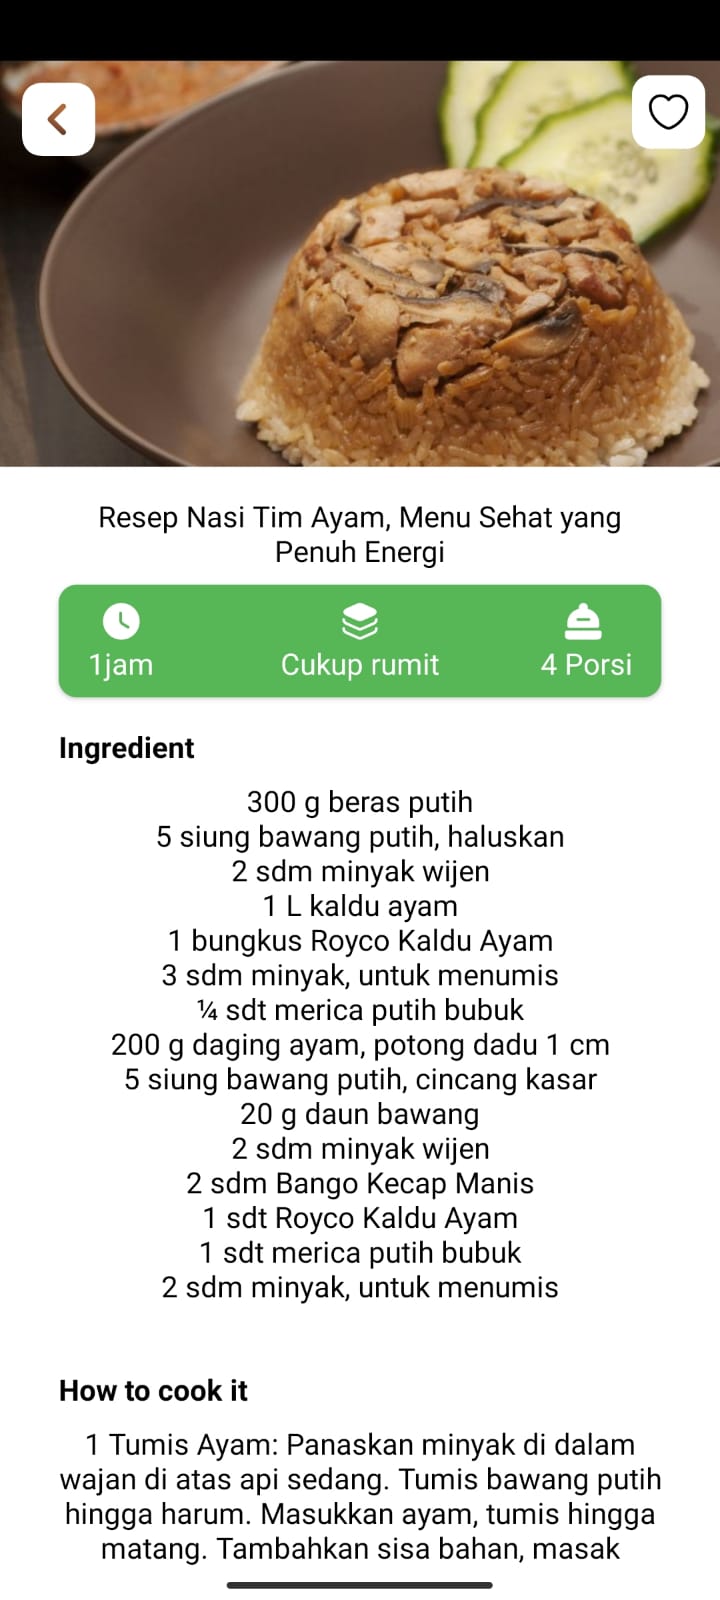 Resep Nasi Tim Ayam, Menu Sehat yang
Penuh Energi
1jam
Cukup rumit
4 Porsi
Ingredient
300 g beras putih
5 siung bawang putih, haluskan
2 sdm minyak wijen
1 L kaldu ayam
1 bungkus Royco Kaldu Ayam
3 sdm minyak, untuk menumis
¼ sdt merica putih bubuk
200 g daging ayam, potong dadu 1 cm
5 siung bawang putih, cincang kasar
20 g daun bawang
2 sdm minyak wijen
2 sdm Bango Kecap Manis
1 sdt Royco Kaldu Ayam
1 sdt merica putih bubuk
2 sdm minyak, untuk menumis
How to cook it
1 Tumis Ayam: Panaskan minyak di dalam
wajan di atas api sedang. Tumis bawang putih
hingga harum. Masukkan ayam, tumis hingga
matang. Tambahkan sisa bahan, masak